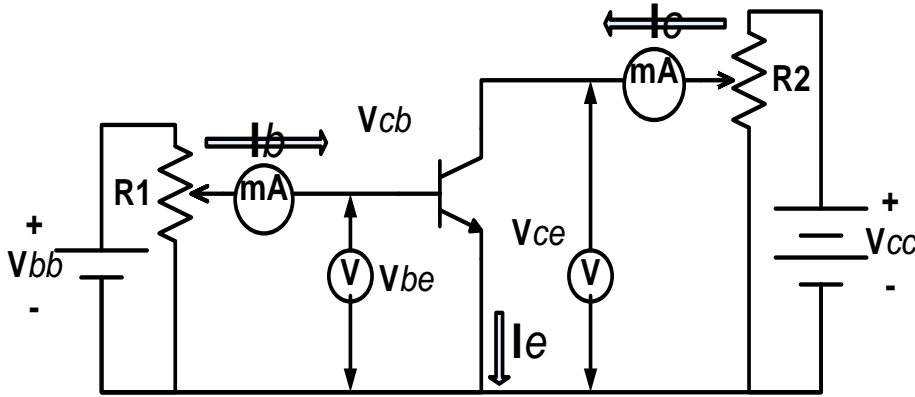 Ic
mA
R2
Vcb
Ib
R1
mA
+
Vbb
-
V
Vbe
Vce
V
+
Vcc
-
Ie